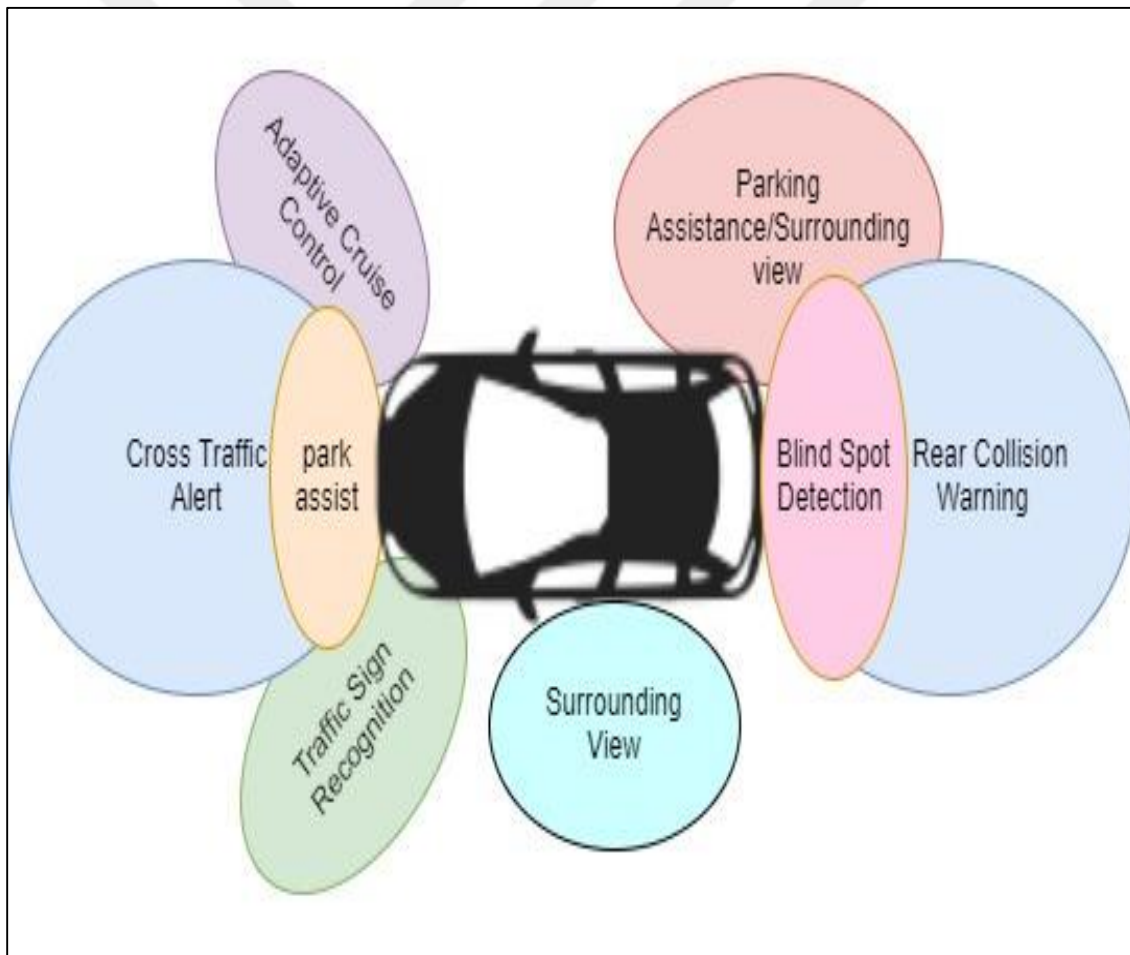 Adaptive Cruise
Control
Parking
Assistance/Surrounding
view
Cross Traffic
Alert
park
assist
Blind Spot
Detection
Rear Collision
Warning
Traffic Sign
Recognition
Surrounding
View